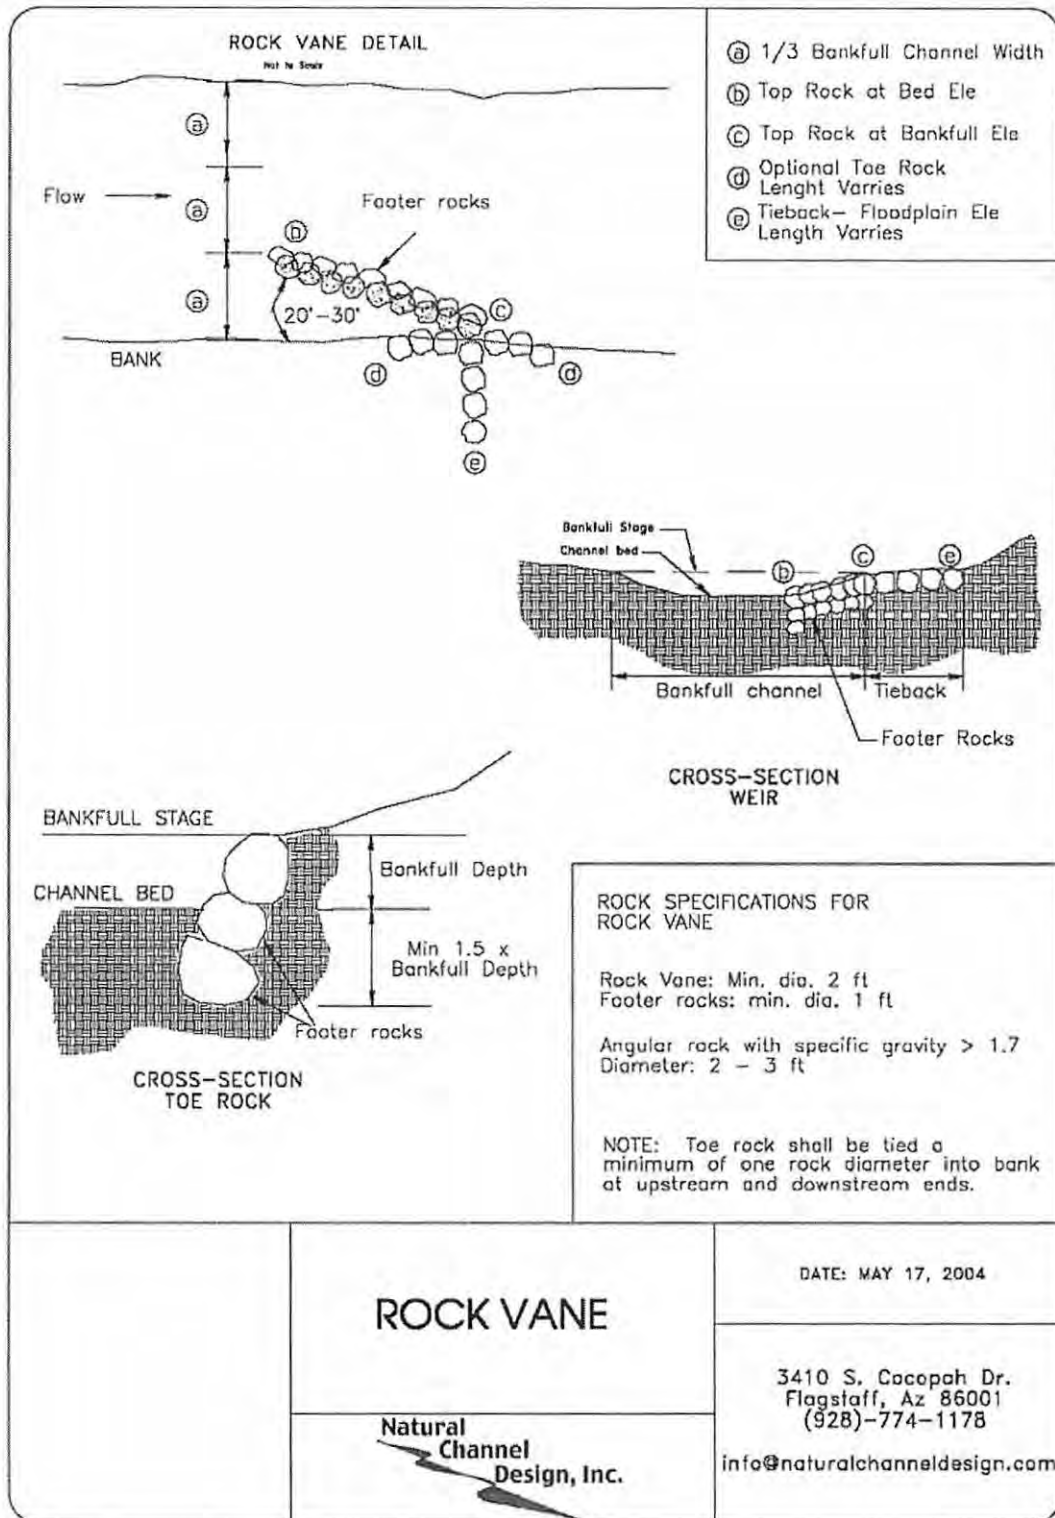 ROCK VANE DETAIL
Not to Scale
ⓐ 1/3 Bankfull Channel Width
ⓑ Top Rock at Bed Ele
ⓒ Top Rock at Bankfull Ele
ⓓ Optional Toe Rock
Lenght Varries
ⓔ Tieback- Floodplain Ele
Length Varries
ⓐ
Flow
ⓐ
Footer rocks
ⓑ
ⓐ
20°-30°
ⓒ
BANK
ⓓ
ⓓ
ⓔ
Bankfull Stage
Channel bed
ⓑ
ⓒ
ⓔ
Bankfull channel
Tieback
Footer Rocks
CROSS-SECTION
WEIR
BANKFULL STAGE
Bankfull Depth
CHANNEL BED
Min 1.5 x
Bankfull Depth
Footer rocks
CROSS-SECTION
TOE ROCK
ROCK SPECIFICATIONS FOR
ROCK VANE
Rock Vane: Min. dia. 2 ft
Footer rocks: min. dia. 1 ft
Angular rock with specific gravity > 1.7
Diameter: 2 - 3 ft
NOTE: Toe rock shall be tied a
minimum of one rock diameter into bank
at upstream and downstream ends.
ROCK VANE
DATE: MAY 17, 2004
Natural
Channel
Design, Inc.
3410 S. Cocopah Dr.
Flagstaff, Az 86001
(928)-774-1178
info@naturalchanneldesign.com